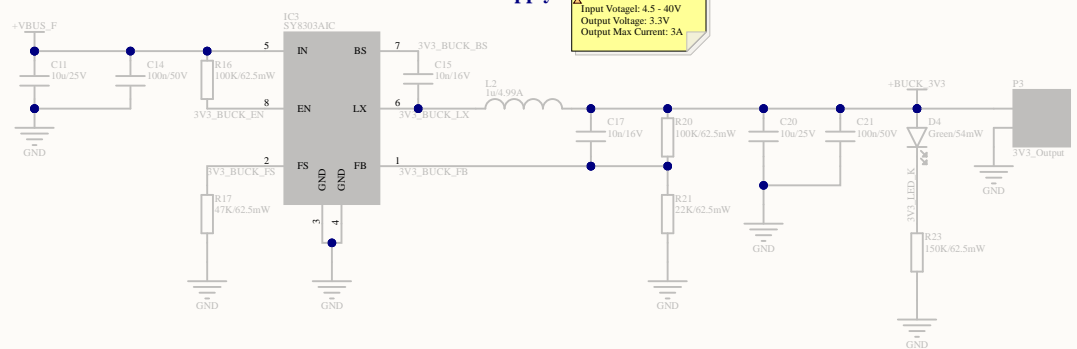 Input Votagel: 4.5 - 40V
Output Voltage: 3.3V
Output Max Current: 3A
IC3
SY8303AIC
+VBUS_F
5
IN
BS
7
3V3_BUCK_BS
C11
10u/25V
C14
100n/50V
R16
100K/62.5mW
C15
10n/16V
L2
1u/4.99A
+BUCK_3V3
P3
8
EN
LX
6
3V3_BUCK_EN
3V3_BUCK_LX
C17
10n/16V
R20
100K/62.5mW
C20
10u/25V
C21
100n/50V
D4
Green/54mW
GND
2
FS
FB
1
3V3_BUCK_FS
3V3_BUCK_FB
GND
GND
3V3_Output
GND
3V3_LED_K
R17
47K/62.5mW
3
4
R21
22K/62.5mW
R23
150K/62.5mW
GND
GND
GND
GND
GND